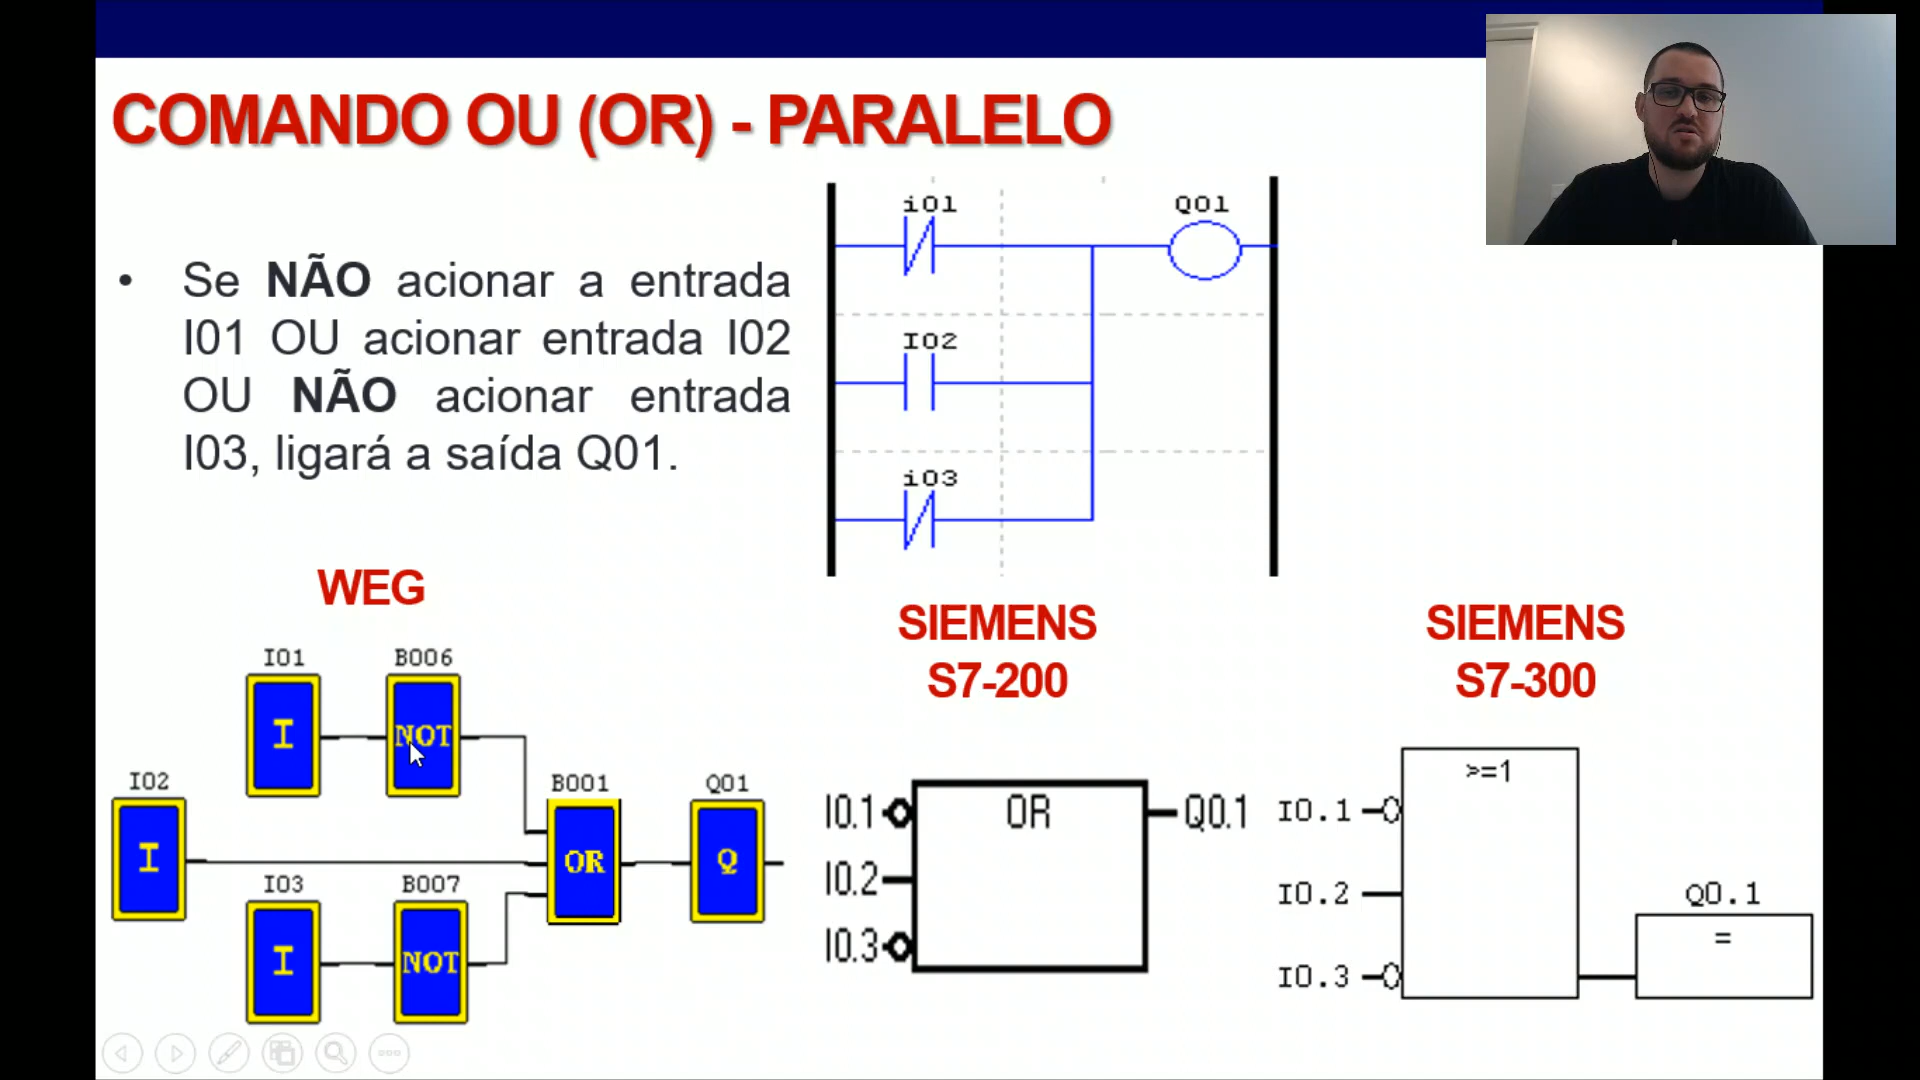 COMANDO OU (OR) - PARALELO
• Se NÃO acionar a entrada
I01 OU acionar entrada I02
OU NÃO acionar entrada
I03, ligará a saída Q01.
i01
Q01
I02
i03
WEG
I01
B006
I
NOT
I02
B001
Q01
I
OR
Q
I03
B007
I
NOT
SIEMENS
S7-200
I0.1
OR
Q0.1
I0.2
I0.3
SIEMENS
S7-300
>=1
I0.1
I0.2
Q0.1
=
I0.3